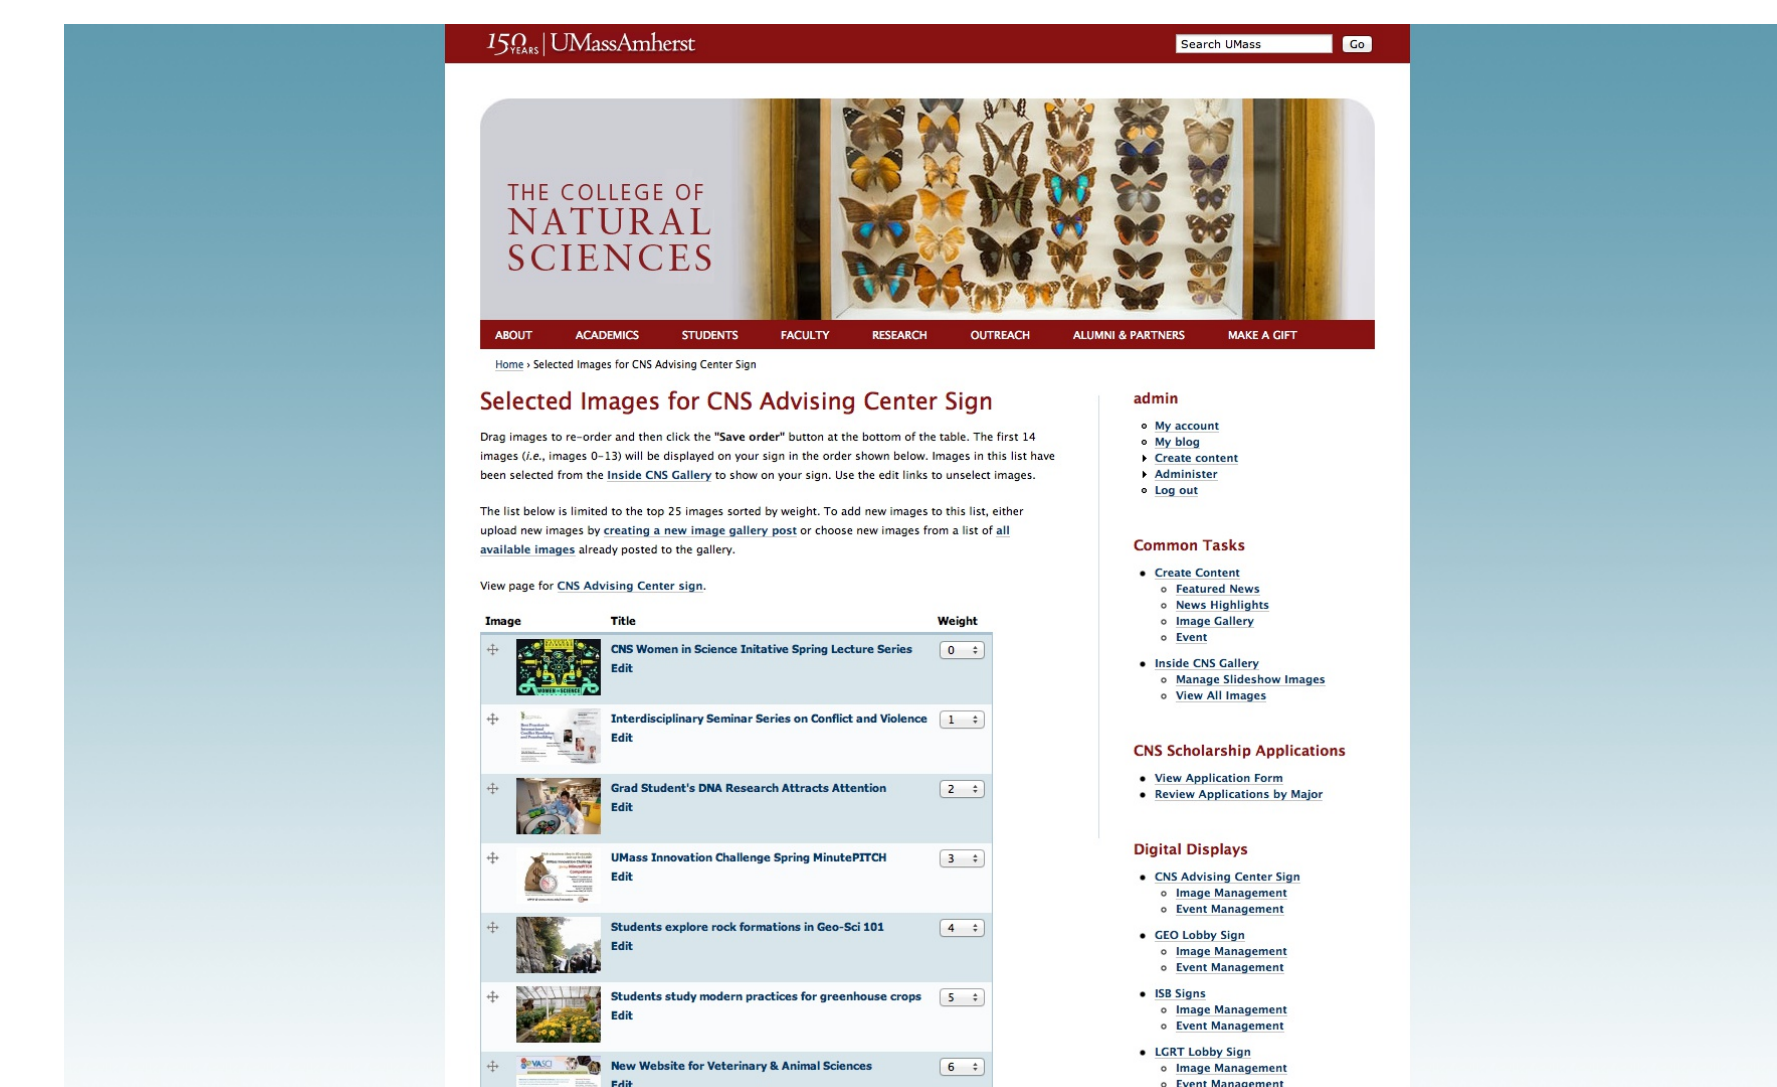 150 YEARS | UMassAmherst
Search UMass
Go
THE COLLEGE OF
NATURAL
SCIENCES
ABOUT ACADEMICS STUDENTS FACULTY RESEARCH OUTREACH ALUMNI & PARTNERS MAKE A GIFT
Home › Selected Images for CNS Advising Center Sign
Selected Images for CNS Advising Center Sign
Drag images to re-order and then click the "Save order" button at the bottom of the table. The first 14
images (i.e., images 0-13) will be displayed on your sign in the order shown below. Images in this list have
been selected from the Inside CNS Gallery to show on your sign. Use the edit links to unselect images.
The list below is limited to the top 25 images sorted by weight. To add new images to this list, either
upload new images by creating a new image gallery post or choose new images from a list of all
available images already posted to the gallery.
View page for CNS Advising Center sign.
Image Title Weight
CNS Women in Science Initative Spring Lecture Series 0
Edit
WOMEN SCIENCE
Interdisciplinary Seminar Series on Conflict and Violence 1
Edit
Grad Student's DNA Research Attracts Attention 2
Edit
UMass Innovation Challenge Spring MinutePITCH 3
Edit
Students explore rock formations in Geo-Sci 101 4
Edit
Students study modern practices for greenhouse crops 5
Edit
VASCI
New Website for Veterinary & Animal Sciences 6
Edit
admin
My account
My blog
Create content
Administer
Log out
Common Tasks
Create Content
Featured News
News Highlights
Image Gallery
Event
Inside CNS Gallery
Manage Slideshow Images
View All Images
CNS Scholarship Applications
View Application Form
Review Applications by Major
Digital Displays
CNS Advising Center Sign
Image Management
Event Management
GEO Lobby Sign
Image Management
Event Management
ISB Signs
Image Management
Event Management
LGRT Lobby Sign
Image Management
Event Management